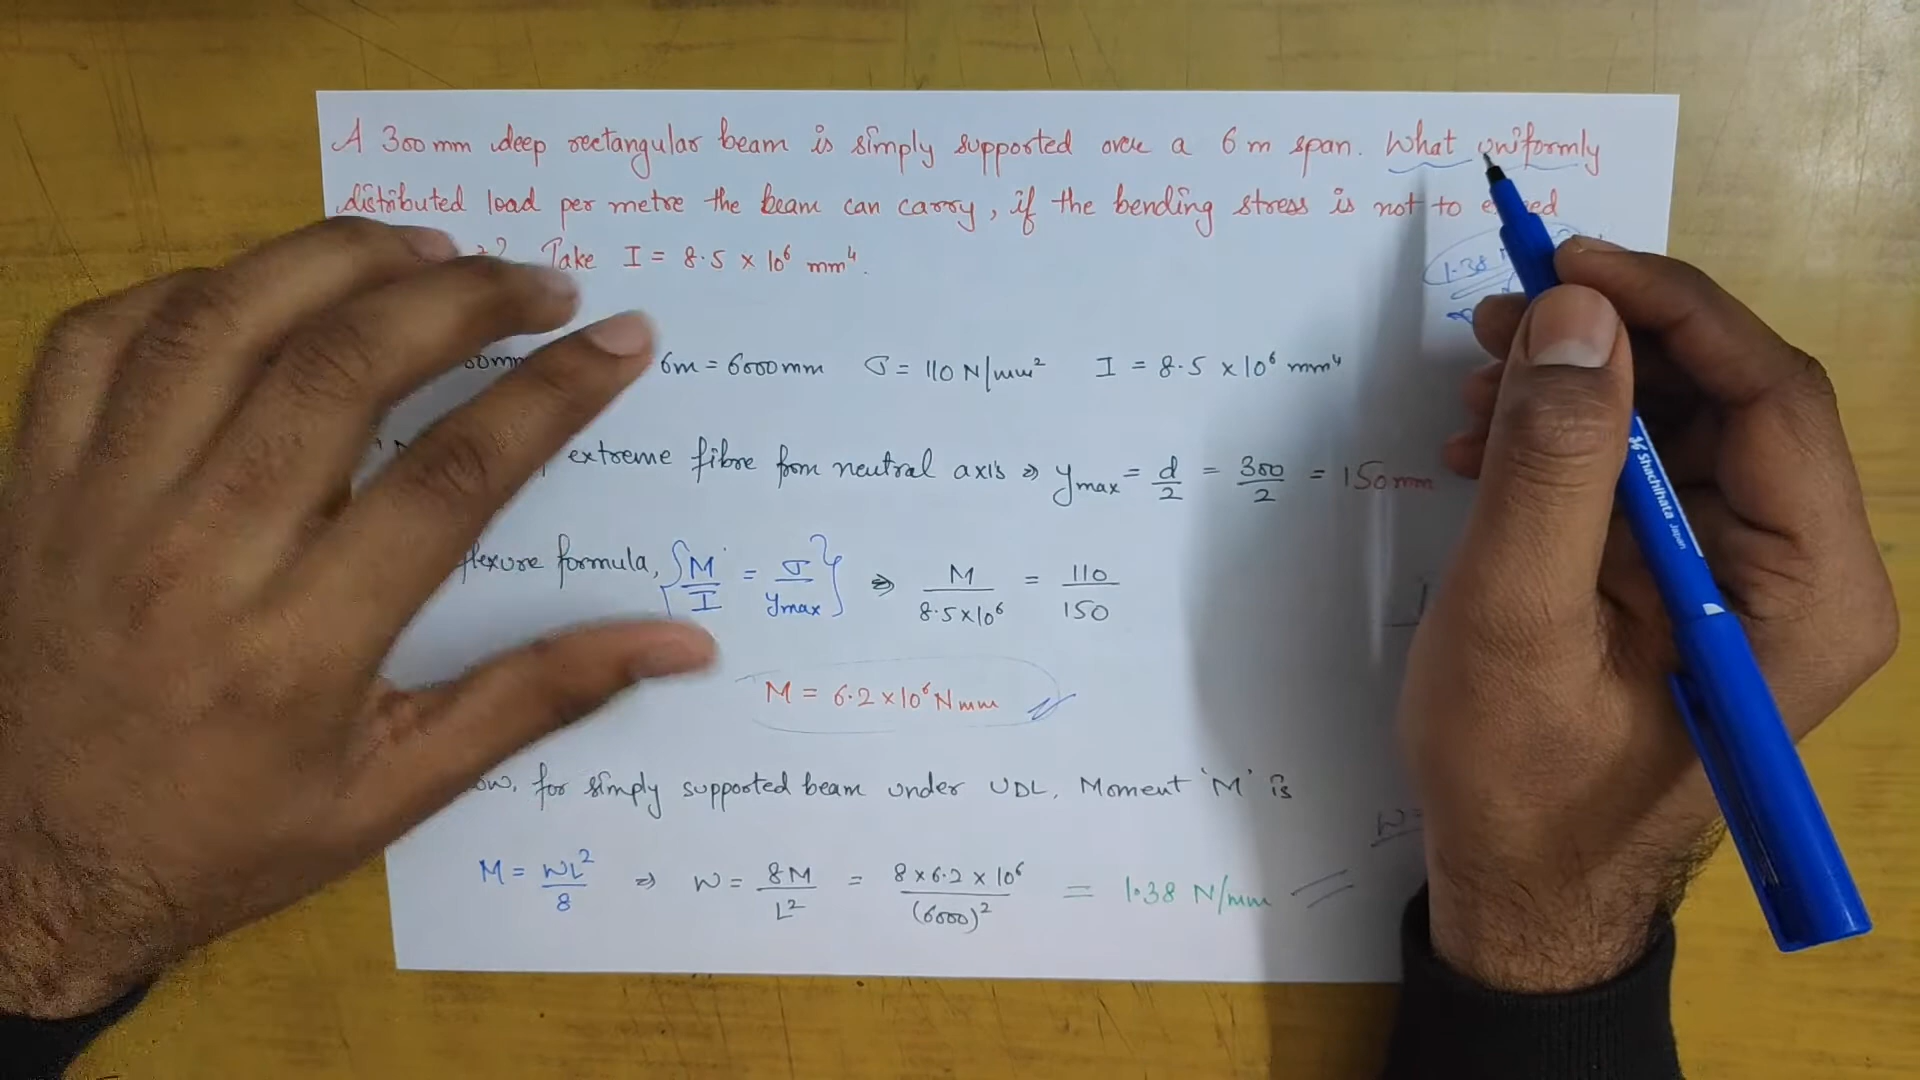 A 300 mm deep rectangular beam is simply supported over a 6 m span. What uniformly
distributed load per metre the beam can carry, if the bending stress is not to
Take I = 8.5 × 10⁶ mm⁴.
6m = 6000mm σ = 110 N/mm² I = 8.5 × 10⁶ mm⁴
1.38
extreme fibre from neutral axis ⇒ ymax = d/2 = 300/2 = 150mm
flexure formula, {M/I = σ/ymax} ⇒ M/8.5×10⁶ = 110/150
M = 6.2 × 10⁶ N mm
for simply supported beam under UDL, Moment 'M' is
M = WL²/8 ⇒ W = 8M/L² = 8 × 6.2 × 10⁶/(6000)² = 1.38 N/mm
Shachihata Japan